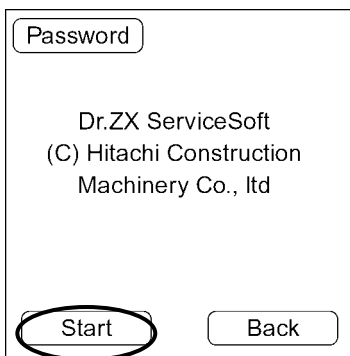 Password
Dr.ZX ServiceSoft
(C) Hitachi Construction
Machinery Co., ltd
Start
Back